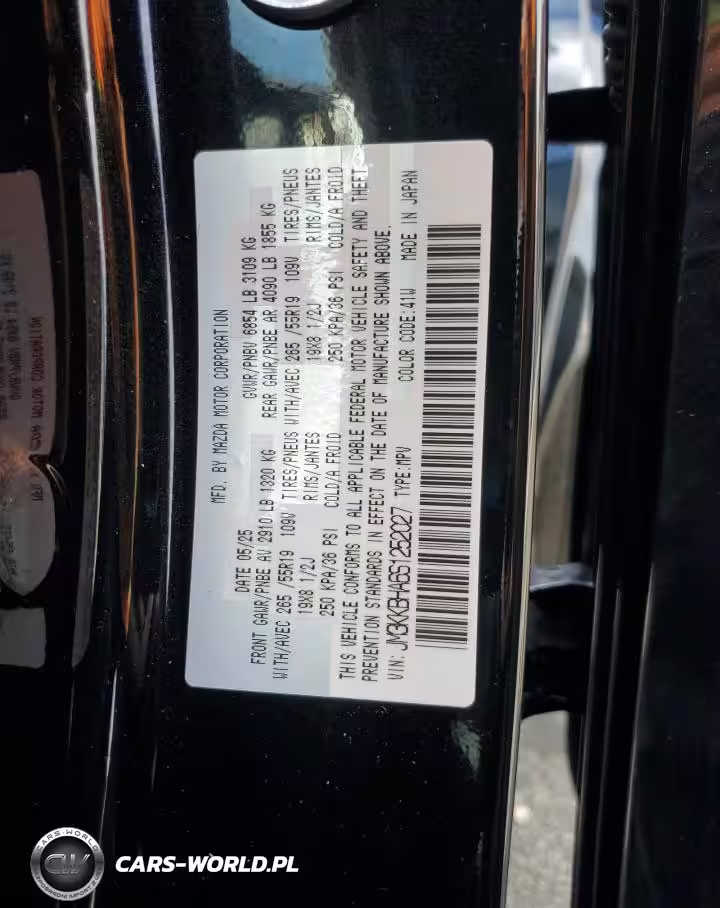 MFD. BY MAZDA MOTOR CORPORATION
DATE 05/25 GVWR/PNBV 6854 LB 3109 KG
FRONT GAWR/PNBE AV 2910 LB 1320 KG REAR GAWR/PNBE AR 4090 LB 1855 KG
WITH/AVEC 265 /55R19 109V TIRES/PNEUS WITH/AVEC 265 /55R19 109V TIRES/PNEUS
19X8 1/2J RIMS/JANTES 19X8 1/2J RIMS/JANTES
250 KPA/36 PSI COLD/A FROID 250 KPA/36 PSI COLD/A FROID
THIS VEHICLE CONFORMS TO ALL APPLICABLE FEDERAL MOTOR VEHICLE SAFETY AND THEFT
PREVENTION STANDARDS IN EFFECT ON THE DATE OF MANUFACTURE SHOWN ABOVE.
VIN: JM3KKBHA6S1252027 TYPE:MPV COLOR CODE:41W MADE IN JAPAN
CARS-WORLD
CW
CARS-WORLD.PL